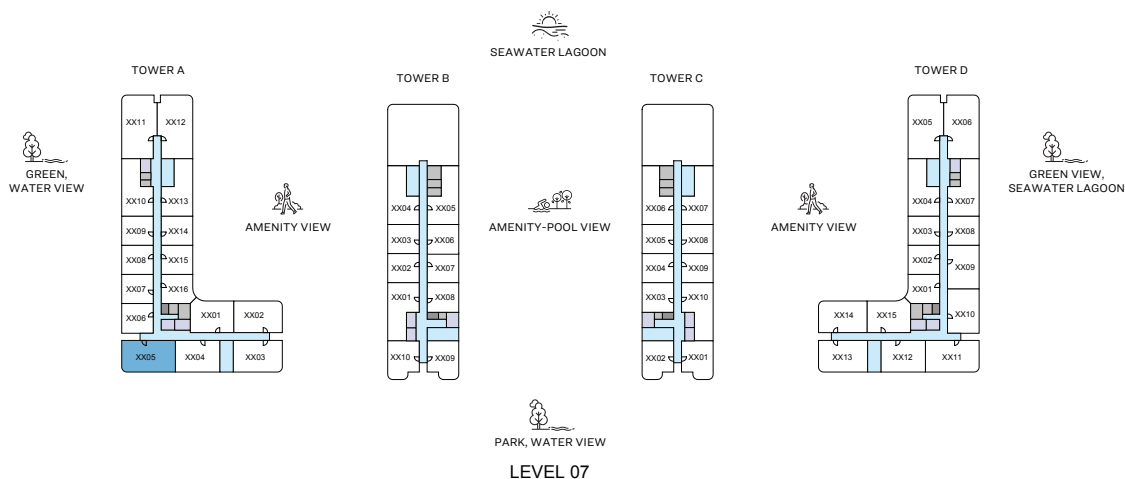 SEAWATER LAGOON
TOWER A
TOWER B
TOWER C
TOWER D
GREEN,
WATER VIEW
AMENITY VIEW
AMENITY-POOL VIEW
AMENITY VIEW
GREEN VIEW,
SEAWATER LAGOON
XX11 XX12
XX10 XX13
XX09 XX14
XX08 XX15
XX07 XX16
XX06 XX01 XX02
XX05 XX04 XX03
XX04 XX05
XX03 XX06
XX02 XX07
XX01 XX08
XX10 XX09
XX06 XX07
XX05 XX08
XX04 XX09
XX03 XX10
XX02 XX01
XX05 XX06
XX04 XX07
XX03 XX08
XX02 XX09
XX01
XX14 XX15 XX10
XX13 XX12 XX11
PARK, WATER VIEW
LEVEL 07